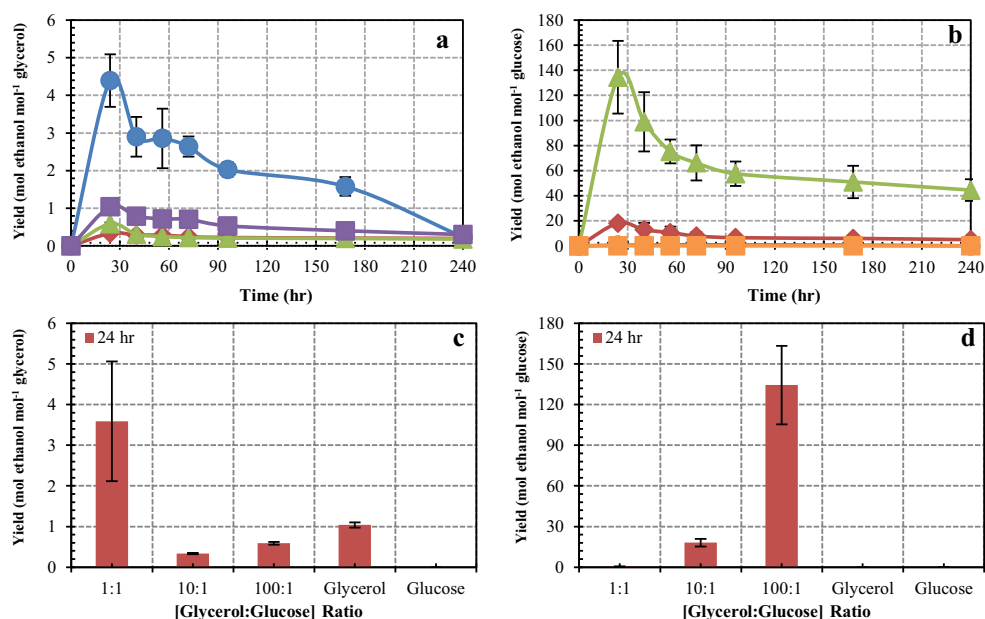 a
Yield (mol ethanol mol⁻¹ glycerol)
6
5
4
3
2
1
0
0 30 60 90 120 150 180 210 240
Time (hr)
b
Yield (mol ethanol mol⁻¹ glucose)
180
160
140
120
100
80
60
40
20
0
0 30 60 90 120 150 180 210 240
Time (hr)
c
24 hr
Yield (mol ethanol mol⁻¹ glycerol)
6
5
4
3
2
1
0
1:1 10:1 100:1 Glycerol Glucose
[Glycerol:Glucose] Ratio
d
24 hr
Yield (mol ethanol mol⁻¹ glucose)
180
150
120
90
60
30
0
1:1 10:1 100:1 Glycerol Glucose
[Glycerol:Glucose] Ratio